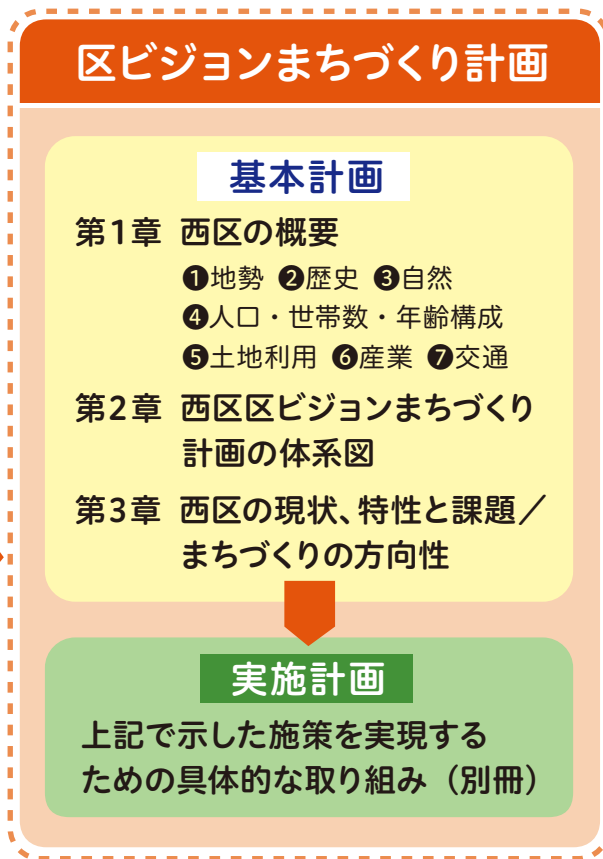 区ビジョンまちづくり計画
基本計画
第1章 西区の概要
❶地勢 ❷歴史 ❸自然
❹人口・世帯数・年齢構成
❺土地利用 ❻産業 ❼交通
第2章 西区区ビジョンまちづくり
計画の体系図
第3章 西区の現状、特性と課題／
まちづくりの方向性
実施計画
上記で示した施策を実現する
ための具体的な取り組み（別冊）